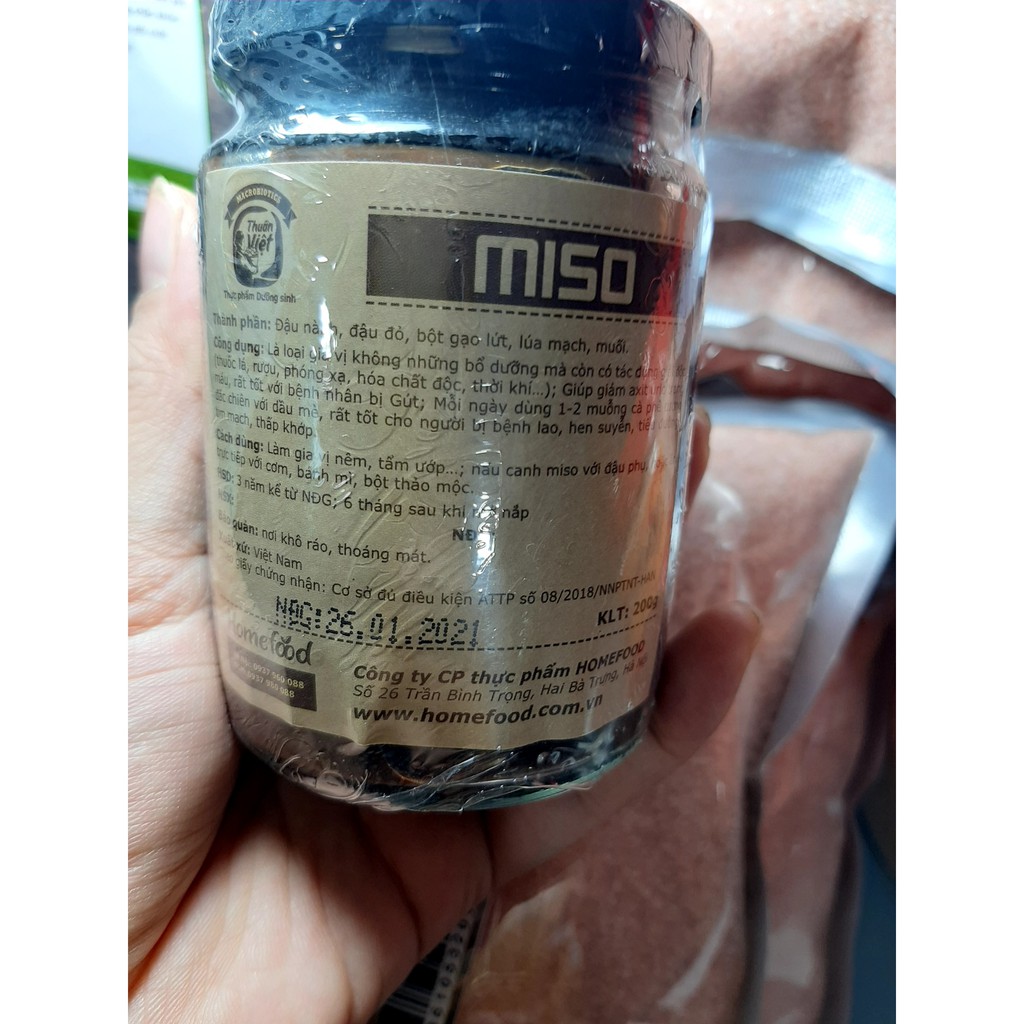 MACROBIOTICS
Thuần
Việt
Thực phẩm Dưỡng sinh
MISO
Thành phần: Đậu nành, đậu đỏ, bột gạo lứt, lúa mạch, muối.
Công dụng: Là loại gia vị không những bổ dưỡng mà còn có tác dụng
(thuốc lá, rượu, phóng xạ, hóa chất độc, thời khí...); Giúp giảm axit
máu, rất tốt với bệnh nhân bị Gút; Mỗi ngày dùng 1-2 muỗng cà phê
đặc chiên với dầu mè, rất tốt cho người bị bệnh lao, hen suyễn, tiểu đường
tim mạch, thấp khớp.
Cách dùng: Làm gia vị nêm, tẩm ướp...; nấu canh miso với đậu phụ,
trực tiếp với cơm, bánh mì, bột thảo mộc.
HSD: 3 năm kể từ NĐG; 6 tháng sau khi nắp
NSX:
Bảo quản: nơi khô ráo, thoáng mát.
Xuất xứ: Việt Nam
Giấy chứng nhận: Cơ sở đủ điều kiện ATTP số 08/2018/NNPTNT-HAN
NĐG:26.01.2021
KLT: 200g
Homefood
0937 569 088
Công ty CP thực phẩm HOMEFOOD
Số 26 Trần Bình Trọng, Hai Bà Trưng, Hà Nội
www.homefood.com.vn